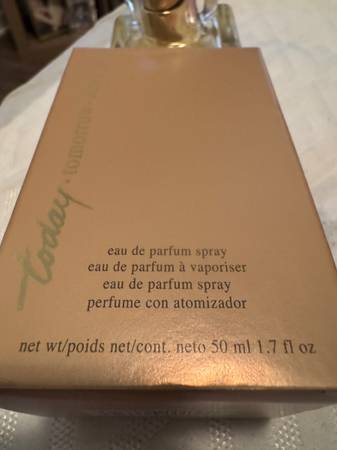 today · tomorrow ·
eau de parfum spray
eau de parfum à vaporiser
eau de parfum spray
perfume con atomizador
net wt/poids net/cont. neto 50 ml 1.7 fl oz